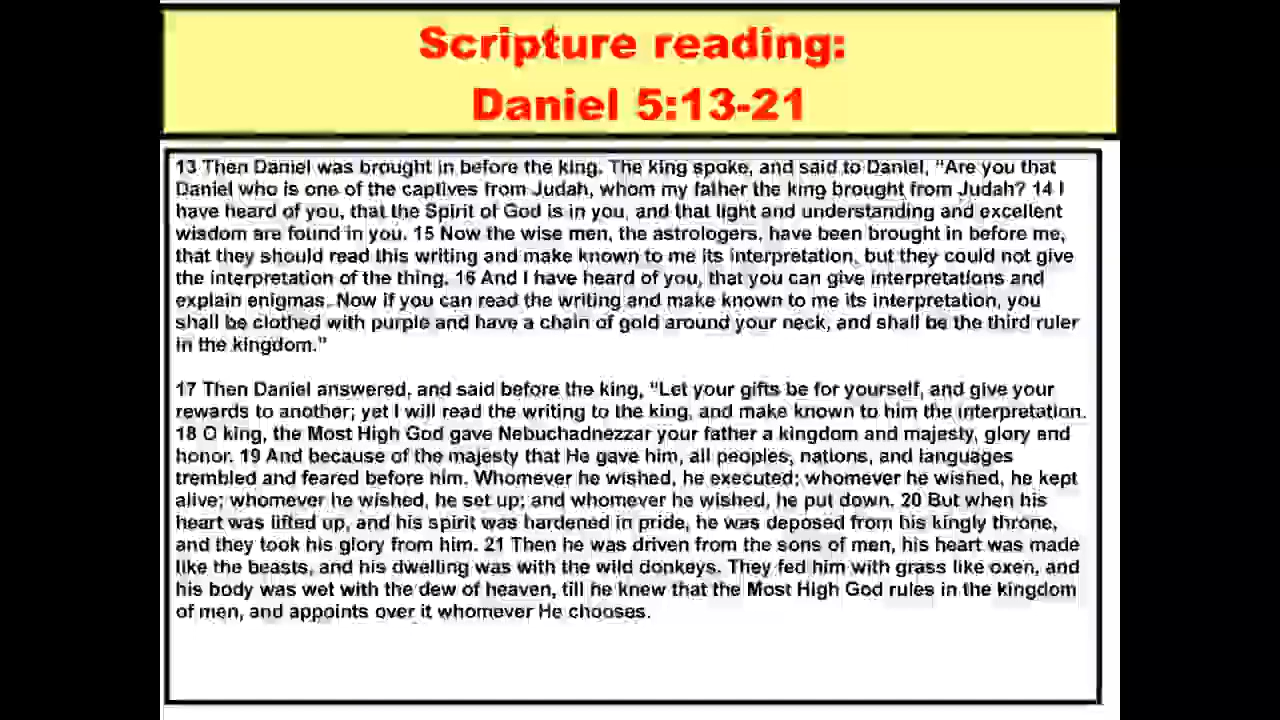 Scripture reading:
Daniel 5:13-21
13 Then Daniel was brought in before the king. The king spoke, and said to Daniel, “Are you that
Daniel who is one of the captives from Judah, whom my father the king brought from Judah? 14 I
have heard of you, that the Spirit of God is in you, and that light and understanding and excellent
wisdom are found in you. 15 Now the wise men, the astrologers, have been brought in before me,
that they should read this writing and make known to me its interpretation, but they could not give
the interpretation of the thing. 16 And I have heard of you, that you can give interpretations and
explain enigmas. Now if you can read the writing and make known to me its interpretation, you
shall be clothed with purple and have a chain of gold around your neck, and shall be the third ruler
in the kingdom.”
17 Then Daniel answered, and said before the king, “Let your gifts be for yourself, and give your
rewards to another; yet I will read the writing to the king, and make known to him the interpretation.
18 O king, the Most High God gave Nebuchadnezzar your father a kingdom and majesty, glory and
honor. 19 And because of the majesty that He gave him, all peoples, nations, and languages
trembled and feared before him. Whomever he wished, he executed; whomever he wished, he kept
alive; whomever he wished, he set up; and whomever he wished, he put down. 20 But when his
heart was lifted up, and his spirit was hardened in pride, he was deposed from his kingly throne,
and they took his glory from him. 21 Then he was driven from the sons of men, his heart was made
like the beasts, and his dwelling was with the wild donkeys. They fed him with grass like oxen, and
his body was wet with the dew of heaven, till he knew that the Most High God rules in the kingdom
of men, and appoints over it whomever He chooses.